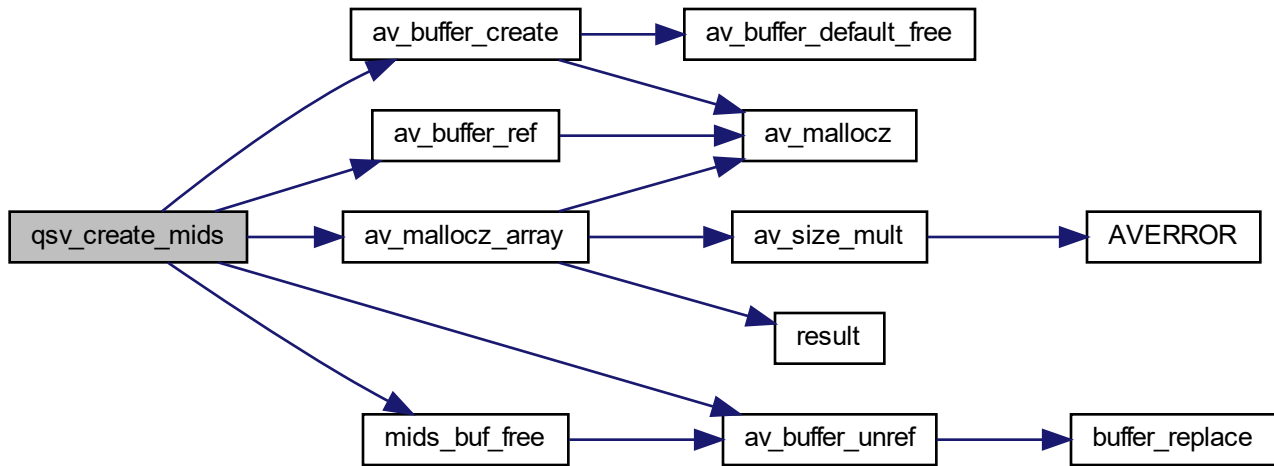 av_buffer_create
av_buffer_default_free
av_buffer_ref
av_mallocz
qsv_create_mids
av_mallocz_array
av_size_mult
AVERROR
result
mids_buf_free
av_buffer_unref
buffer_replace